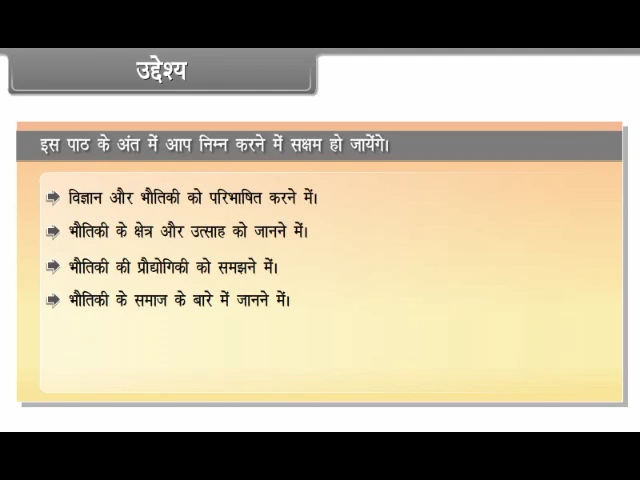 उद्देश्य
इस पाठ के अंत में आप निम्न करने में सक्षम हो जायेंगे।
विज्ञान और भौतिकी को परिभाषित करने में।
भौतिकी के क्षेत्र और उत्साह को जानने में।
भौतिकी की प्रौद्योगिकी को समझने में।
भौतिकी के समाज के बारे में जानने में।